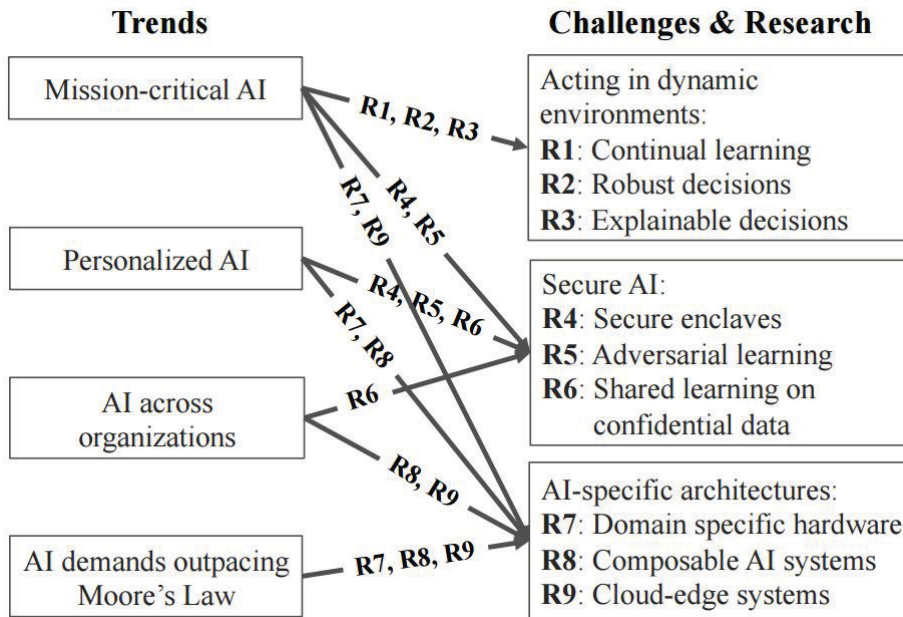 Trends
Challenges & Research
Mission-critical AI
Personalized AI
AI across
organizations
AI demands outpacing
Moore's Law
R1, R2, R3
R4, R5
R7, R9
R4, R5, R6
R7, R8
R6
R8, R9
R7, R8, R9
Acting in dynamic
environments:
R1: Continual learning
R2: Robust decisions
R3: Explainable decisions
Secure AI:
R4: Secure enclaves
R5: Adversarial learning
R6: Shared learning on
confidential data
AI-specific architectures:
R7: Domain specific hardware
R8: Composable AI systems
R9: Cloud-edge systems